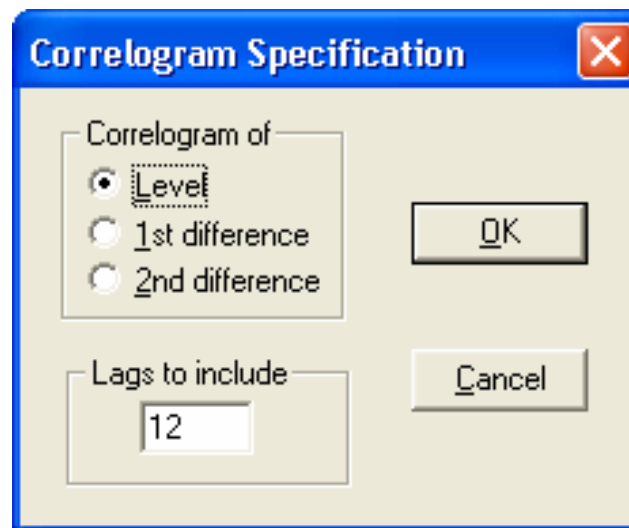 Correlogram Specification
Correlogram of
Level
1st difference
2nd difference
OK
Lags to include
12
Cancel